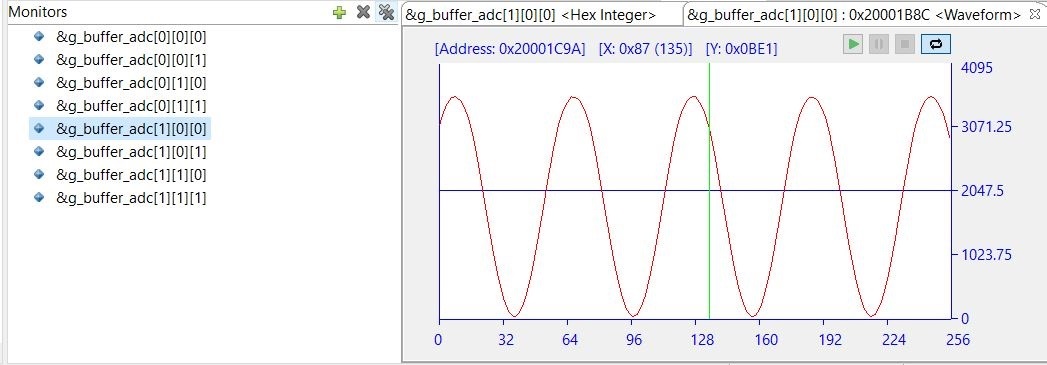 Monitors
&g_buffer_adc[0][0][0]
&g_buffer_adc[0][0][1]
&g_buffer_adc[0][1][0]
&g_buffer_adc[0][1][1]
&g_buffer_adc[1][0][0]
&g_buffer_adc[1][0][1]
&g_buffer_adc[1][1][0]
&g_buffer_adc[1][1][1]
&g_buffer_adc[1][0][0] <Hex Integer>
&g_buffer_adc[1][0][0] : 0x20001B8C <Waveform>
[Address: 0x20001C9A] [X: 0x87 (135)] [Y: 0x0BE1]
4095
3071.25
2047.5
1023.75
0
0 32 64 96 128 160 192 224 256